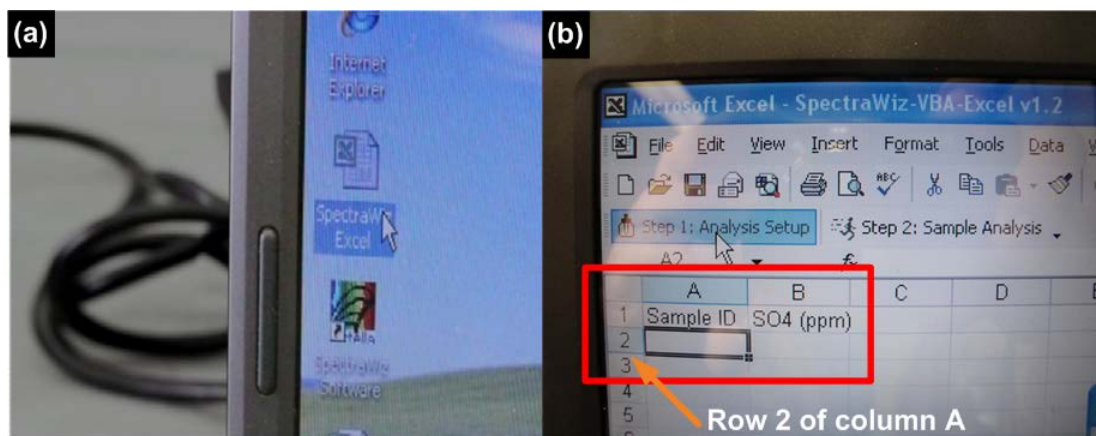 (a)
Internet
Explorer
SpectraWiz
Excel
SpectraWiz
Software
(b)
Microsoft Excel - SpectraWiz-VBA-Excel v1.2
File Edit View Insert Format Tools Data
ABC
Step 1: Analysis Setup Step 2: Sample Analysis
A2 fx
A B C D E
1 Sample ID SO4 (ppm)
2
3
4
5
Row 2 of column A